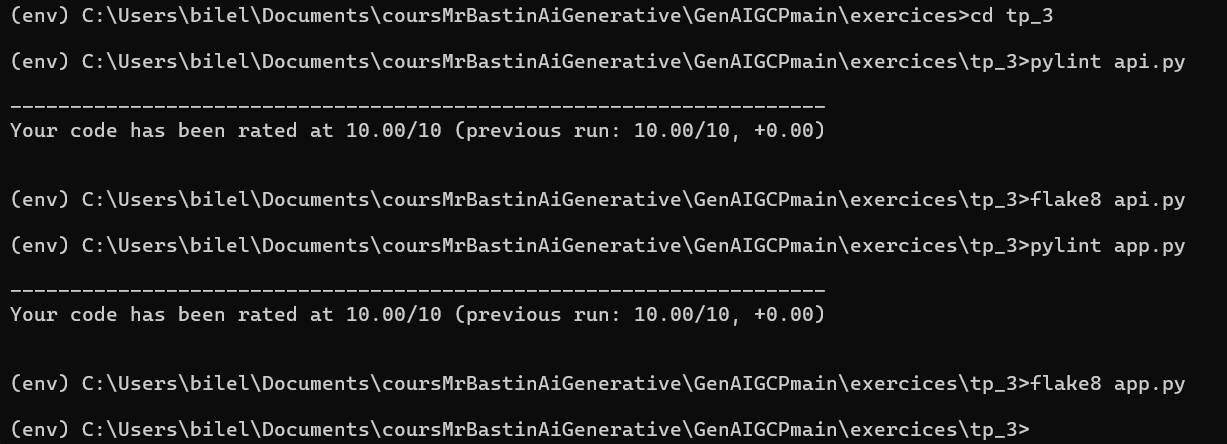 (env) C:\Users\bilel\Documents\coursMrBastinAiGenerative\GenAIGCPmain\exercices>cd tp_3
(env) C:\Users\bilel\Documents\coursMrBastinAiGenerative\GenAIGCPmain\exercices\tp_3>pylint api.py
--------------------------------------------------------------------
Your code has been rated at 10.00/10 (previous run: 10.00/10, +0.00)
(env) C:\Users\bilel\Documents\coursMrBastinAiGenerative\GenAIGCPmain\exercices\tp_3>flake8 api.py
(env) C:\Users\bilel\Documents\coursMrBastinAiGenerative\GenAIGCPmain\exercices\tp_3>pylint app.py
--------------------------------------------------------------------
Your code has been rated at 10.00/10 (previous run: 10.00/10, +0.00)
(env) C:\Users\bilel\Documents\coursMrBastinAiGenerative\GenAIGCPmain\exercices\tp_3>flake8 app.py
(env) C:\Users\bilel\Documents\coursMrBastinAiGenerative\GenAIGCPmain\exercices\tp_3>